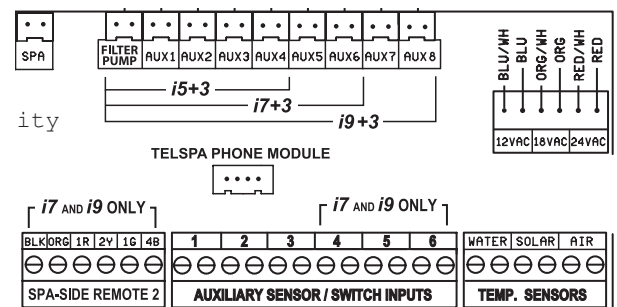 SPA
FILTER PUMP AUX1 AUX2 AUX3 AUX4 AUX5 AUX6 AUX7 AUX8
BLU/WH BLU ORG/WH ORG RED/WH RED
i5+3
i7+3
i9+3
ity
12VAC 18VAC 24VAC
TELSPA PHONE MODULE
i7 AND i9 ONLY
i7 AND i9 ONLY
BLK ORG 1R 2Y 1G 4B
1 2 3 4 5 6
WATER SOLAR AIR
SPA-SIDE REMOTE 2
AUXILIARY SENSOR / SWITCH INPUTS
TEMP. SENSORS